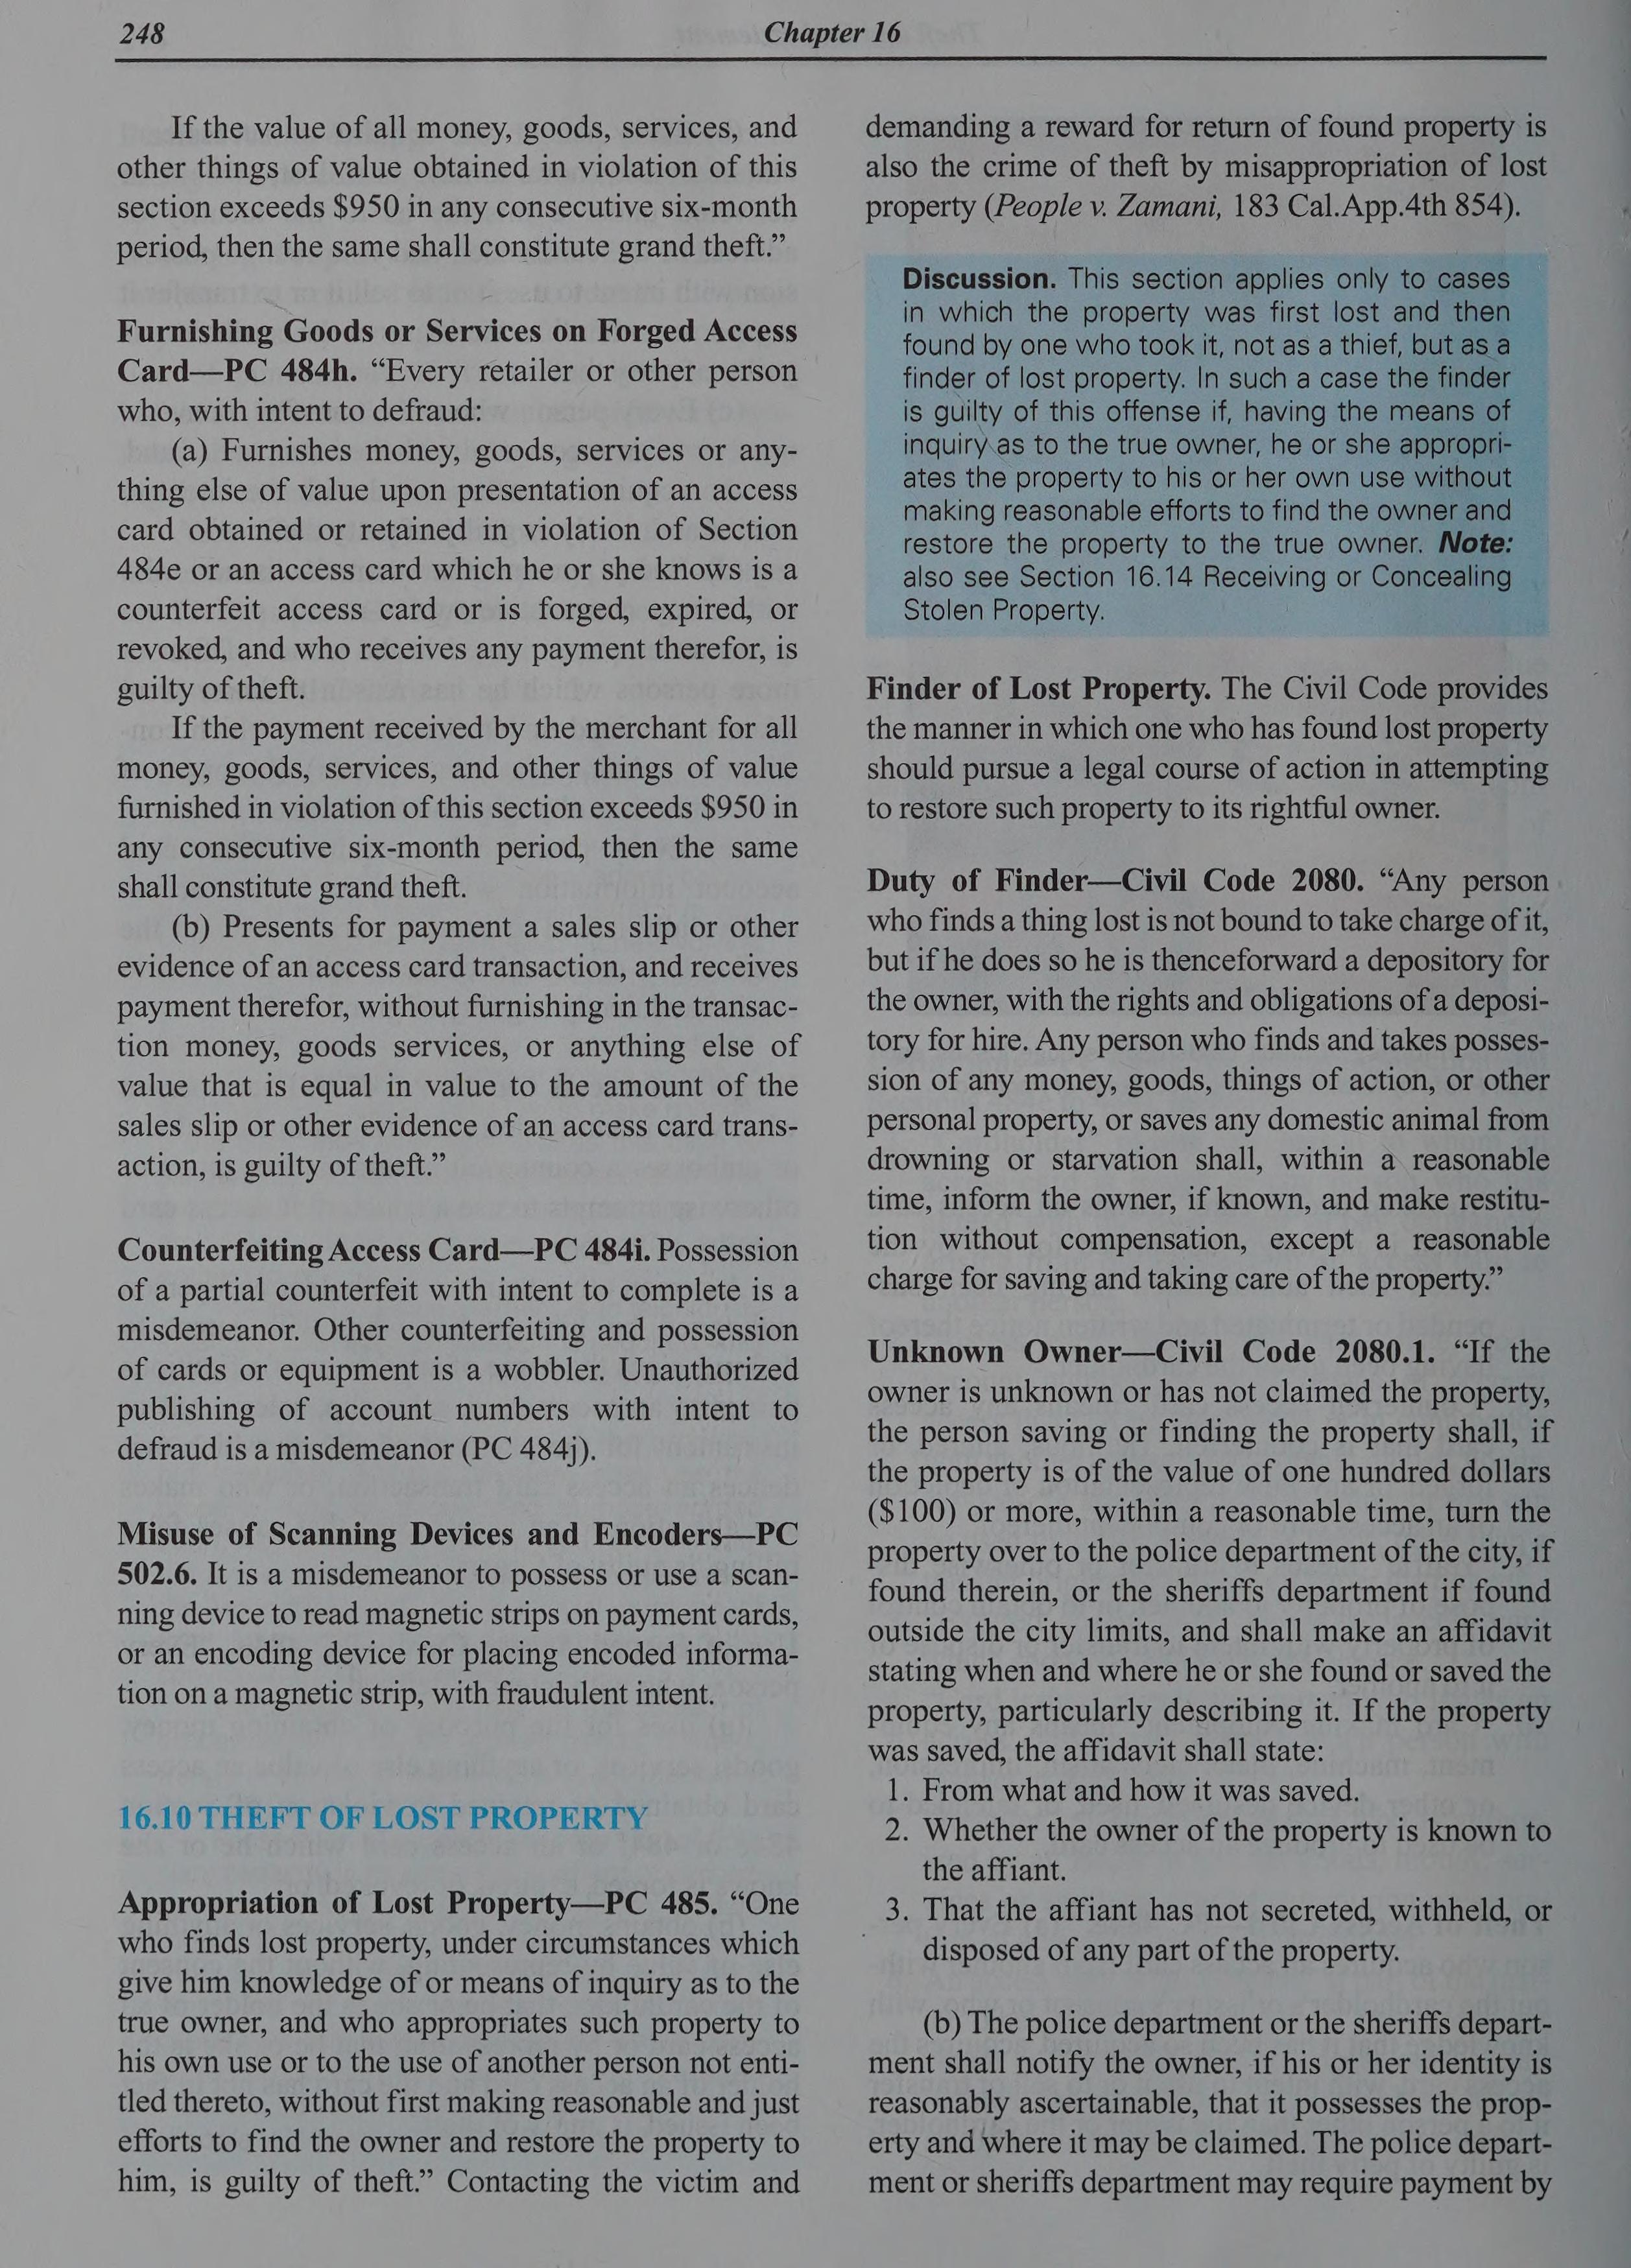 248
Chapter 16
If the value of all money, goods, services, and
other things of value obtained in violation of this
section exceeds $950 in any consecutive six-month
period, then the same shall constitute grand theft.”
Furnishing Goods or Services on Forged Access
Card—PC 484h. “Every retailer or other person
who, with intent to defraud:
(a) Furnishes money, goods, services or any-
thing else of value upon presentation of an access
card obtained or retained in violation of Section
484e or an access card which he or she knows is a
counterfeit access card or is forged, expired, or
revoked, and who receives any payment therefor, is
guilty of theft.
If the payment received by the merchant for all
money, goods, services, and other things of value
furnished in violation of this section exceeds $950 in
any consecutive six-month period, then the same
shall constitute grand theft.
(b) Presents for payment a sales slip or other
evidence of an access card transaction, and receives
payment therefor, without furnishing in the transac-
tion money, goods services, or anything else of
value that is equal in value to the amount of the
sales slip or other evidence of an access card trans-
action, is guilty of theft.”
Counterfeiting Access Card—PC 484i. Possession
of a partial counterfeit with intent to complete is a
misdemeanor. Other counterfeiting and possession
of cards or equipment is a wobbler. Unauthorized
publishing of account numbers with intent to
defraud is a misdemeanor (PC 484j).
Misuse of Scanning Devices and Encoders—PC
502.6. It is a misdemeanor to possess or use a scan-
ning device to read magnetic strips on payment cards,
or an encoding device for placing encoded informa-
tion on a magnetic strip, with fraudulent intent.
16.10 THEFT OF LOST PROPERTY
Appropriation of Lost Property—PC 485. “One
who finds lost property, under circumstances which
give him knowledge of or means of inquiry as to the
true owner, and who appropriates such property to
his own use or to the use of another person not enti-
tled thereto, without first making reasonable and just
efforts to find the owner and restore the property to
him, is guilty of theft.” Contacting the victim and
demanding a reward for return of found property is
also the crime of theft by misappropriation of lost
property (People v. Zamani, 183 Cal.App.4th 854).
Discussion. This section applies only to cases
in which the property was first lost and then
found by one who took it, not as a thief, but as a
finder of lost property. In such a case the finder
is guilty of this offense if, having the means of
inquiry as to the true owner, he or she appropri-
ates the property to his or her own use without
making reasonable efforts to find the owner and
restore the property to the true owner. Note:
also see Section 16.14 Receiving or Concealing
Stolen Property.
Finder of Lost Property. The Civil Code provides
the manner in which one who has found lost property
should pursue a legal course of action in attempting
to restore such property to its rightful owner.
Duty of Finder—Civil Code 2080. “Any person
who finds a thing lost is not bound to take charge of it,
but if he does so he is thenceforward a depository for
the owner, with the rights and obligations of a deposi-
tory for hire. Any person who finds and takes posses-
sion of any money, goods, things of action, or other
personal property, or saves any domestic animal from
drowning or starvation shall, within a reasonable
time, inform the owner, if known, and make restitu-
tion without compensation, except a reasonable
charge for saving and taking care of the property.”
Unknown Owner—Civil Code 2080.1. “If the
owner is unknown or has not claimed the property,
the person saving or finding the property shall, if
the property is of the value of one hundred dollars
($100) or more, within a reasonable time, turn the
property over to the police department of the city, if
found therein, or the sheriffs department if found
outside the city limits, and shall make an affidavit
stating when and where he or she found or saved the
property, particularly describing it. If the property
was saved, the affidavit shall state:
1. From what and how it was saved.
2. Whether the owner of the property is known to
the affiant.
3. That the affiant has not secreted, withheld, or
disposed of any part of the property.
(b) The police department or the sheriffs depart-
ment shall notify the owner, if his or her identity is
reasonably ascertainable, that it possesses the prop-
erty and where it may be claimed. The police depart-
ment or sheriffs department may require payment by